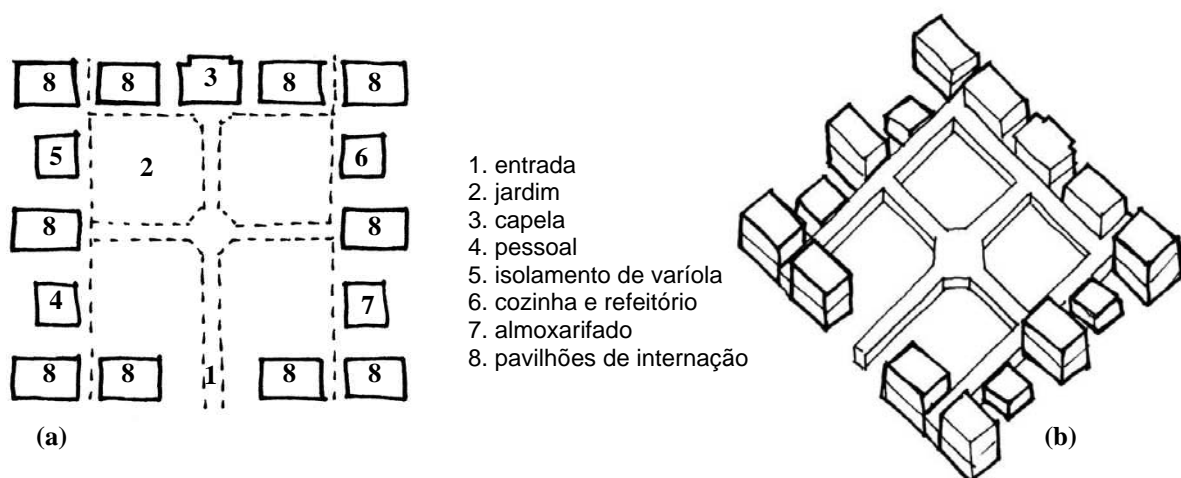 8 8 3 8 8
5 2 6
8 8
4 7
8 8 1 8 8
(a)
1. entrada
2. jardim
3. capela
4. pessoal
5. isolamento de varíola
6. cozinha e refeitório
7. almoxarifado
8. pavilhões de internação
(b)